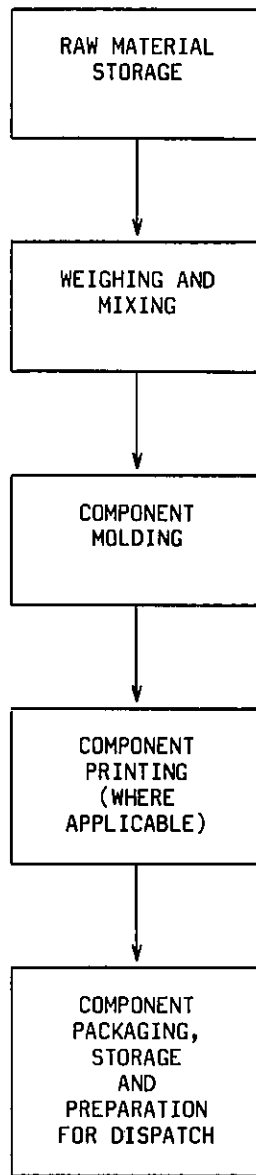 RAW MATERIAL
STORAGE
WEIGHING AND
MIXING
COMPONENT
MOLDING
COMPONENT
PRINTING
(WHERE
APPLICABLE)
COMPONENT
PACKAGING,
STORAGE
AND
PREPARATION
FOR DISPATCH